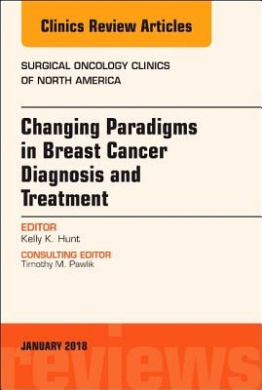 Clinics Review Articles
SURGICAL ONCOLOGY CLINICS
OF NORTH AMERICA
Changing Paradigms
in Breast Cancer
Diagnosis and
Treatment
EDITOR
Kelly K. Hunt
CONSULTING EDITOR
Timothy M. Pawlik
JANUARY 2018
reviews